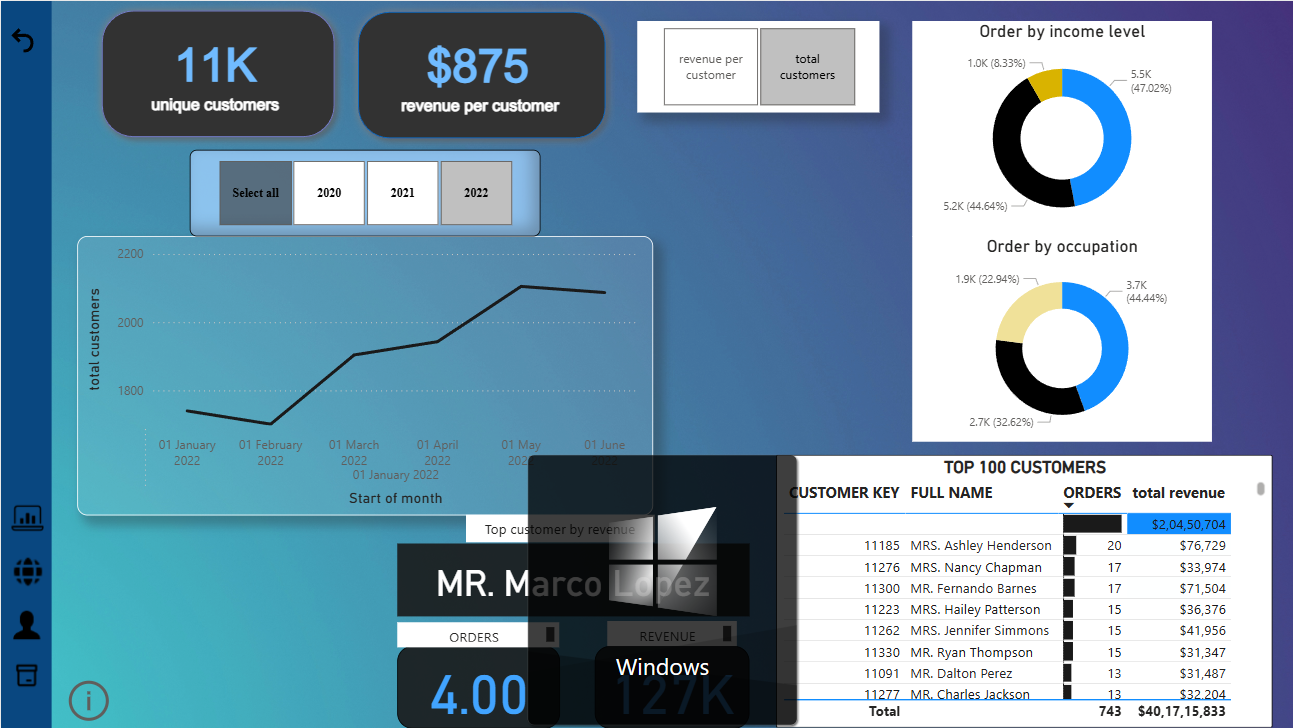 11K
unique customers
$875
revenue per customer
revenue per
customer
total
customers
Select all
2020
2021
2022
2200
2000
1800
total customers
01 January
2022
01 February
2022
01 March
2022
01 April
2022
01 May
2022
01 June
2022
01 January 2022
Start of month
Order by income level
1.0K (8.33%)
5.5K
(47.02%)
5.2K (44.64%)
Order by occupation
1.9K (22.94%)
3.7K
(44.44%)
2.7K (32.62%)
Top customer by revenue
MR. Marco Lopez
ORDERS
REVENUE
4.00
127K
Windows
TOP 100 CUSTOMERS
CUSTOMER KEY FULL NAME ORDERS total revenue
$2,04,50,704
11185 MRS. Ashley Henderson 20 $76,729
11276 MRS. Nancy Chapman 17 $33,974
11300 MR. Fernando Barnes 17 $71,504
11223 MRS. Hailey Patterson 15 $36,376
11262 MRS. Jennifer Simmons 15 $41,956
11330 MR. Ryan Thompson 15 $31,347
11091 MR. Dalton Perez 13 $31,487
11277 MR. Charles Jackson 13 $32,204
Total 743 $40,17,15,833